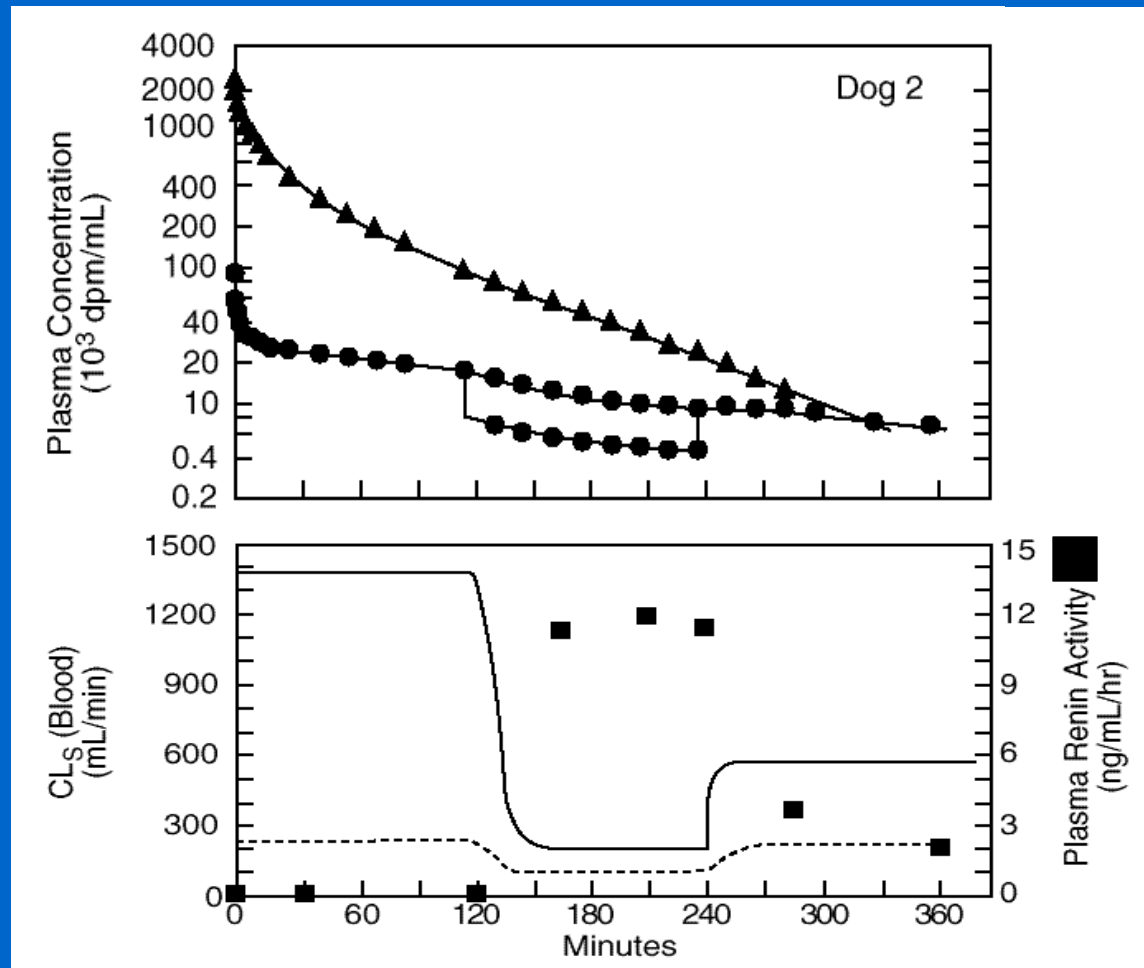 Dog 2
Plasma Concentration
(10³ dpm/mL)
4000
2000
1000
400
200
100
40
20
10
0.4
0.2
CLS (Blood)
(mL/min)
1500
1200
900
600
300
0
15
12
9
6
3
0
Plasma Renin Activity
(ng/mL/hr)
0 60 120 180 240 300 360
Minutes